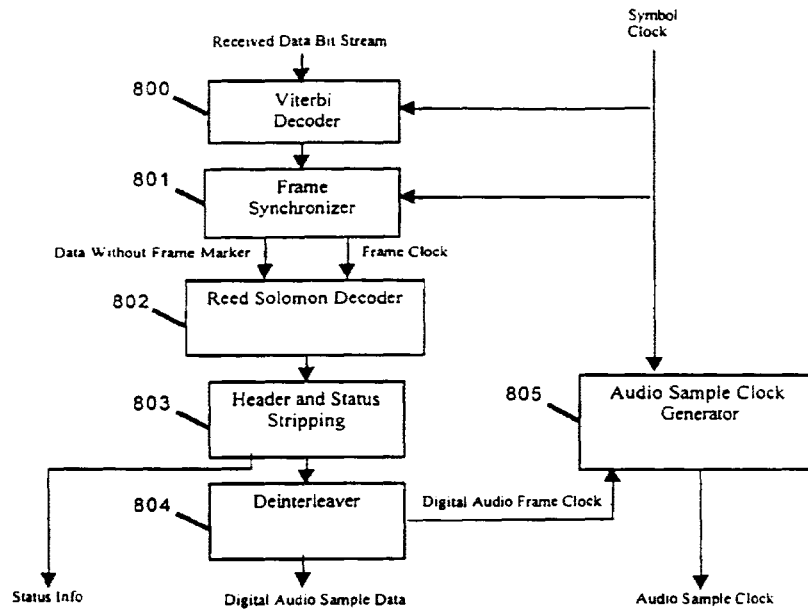 Received Data Bit Stream
Symbol
Clock
800
Viterbi
Decoder
801
Frame
Synchronizer
Data Without Frame Marker
Frame Clock
802
Reed Solomon Decoder
803
Header and Status
Stripping
805
Audio Sample Clock
Generator
804
Deinterleaver
Digital Audio Frame Clock
Status Info
Digital Audio Sample Data
Audio Sample Clock